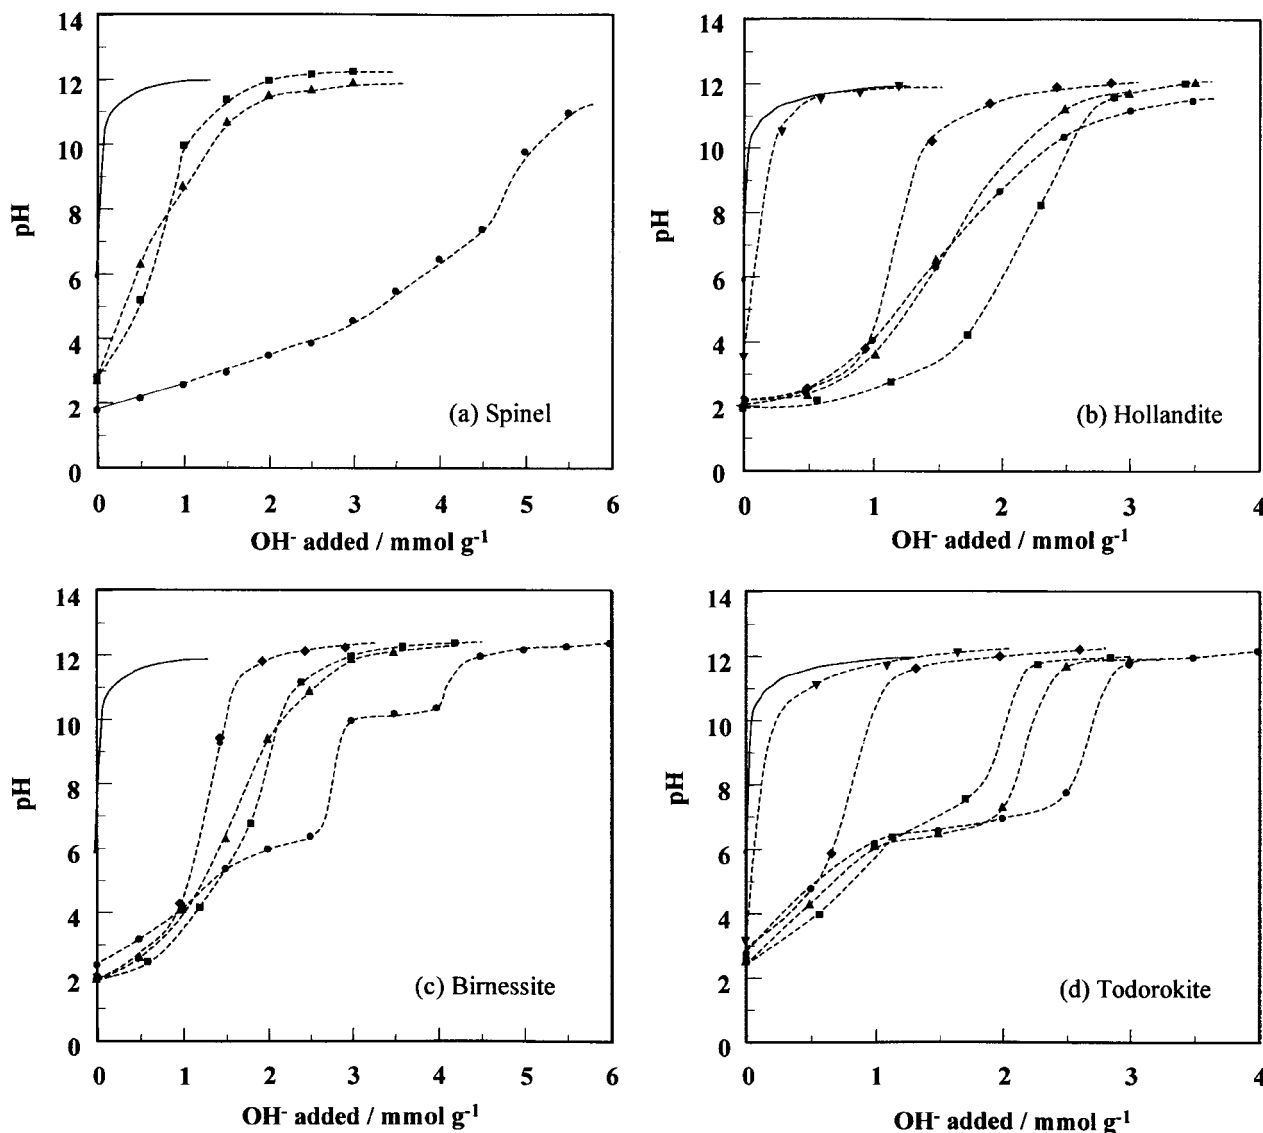 14
12
10
8
6
4
2
0
pH
(a) Spinel
0 1 2 3 4 5 6
OH- added / mmol g-1
14
12
10
8
6
4
2
0
pH
(b) Hollandite
0 1 2 3 4
OH- added / mmol g-1
14
12
10
8
6
4
2
0
pH
(c) Birnessite
0 1 2 3 4 5 6
OH- added / mmol g-1
14
12
10
8
6
4
2
0
pH
(d) Todorokite
0 1 2 3 4
OH- added / mmol g-1